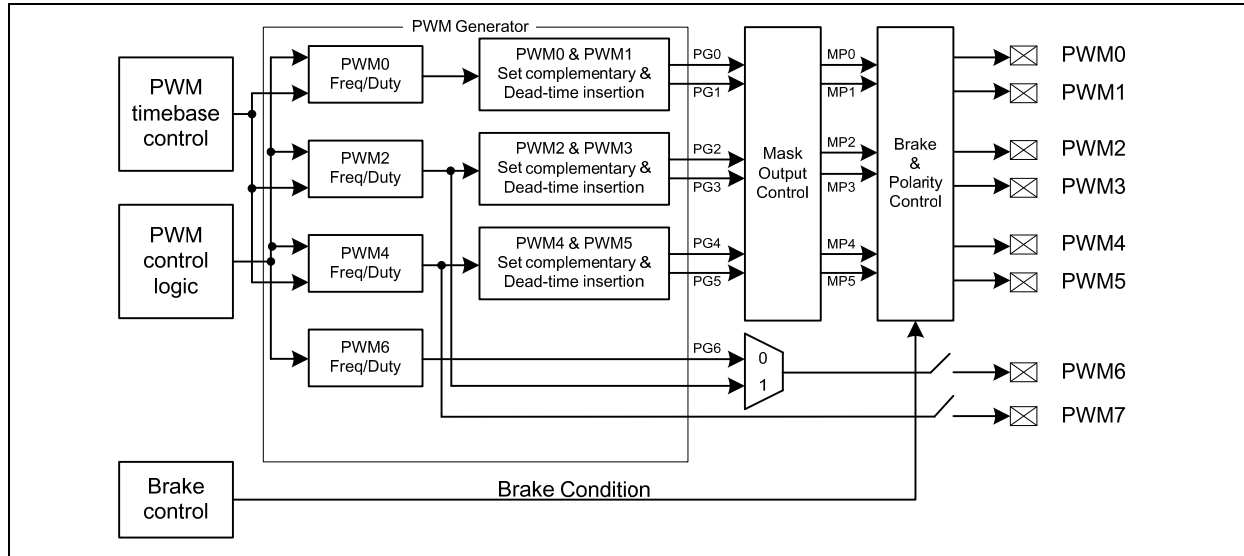 PWM Generator
PWM
timebase
control
PWM
control
logic
Brake
control
PWM0
Freq/Duty
PWM2
Freq/Duty
PWM4
Freq/Duty
PWM6
Freq/Duty
PWM0 & PWM1
Set complementary &
Dead-time insertion
PWM2 & PWM3
Set complementary &
Dead-time insertion
PWM4 & PWM5
Set complementary &
Dead-time insertion
PG0
PG1
PG2
PG3
PG4
PG5
PG6
Mask
Output
Control
0
1
MP0
MP1
MP2
MP3
MP4
MP5
Brake
&
Polarity
Control
PWM0
PWM1
PWM2
PWM3
PWM4
PWM5
PWM6
PWM7
Brake Condition